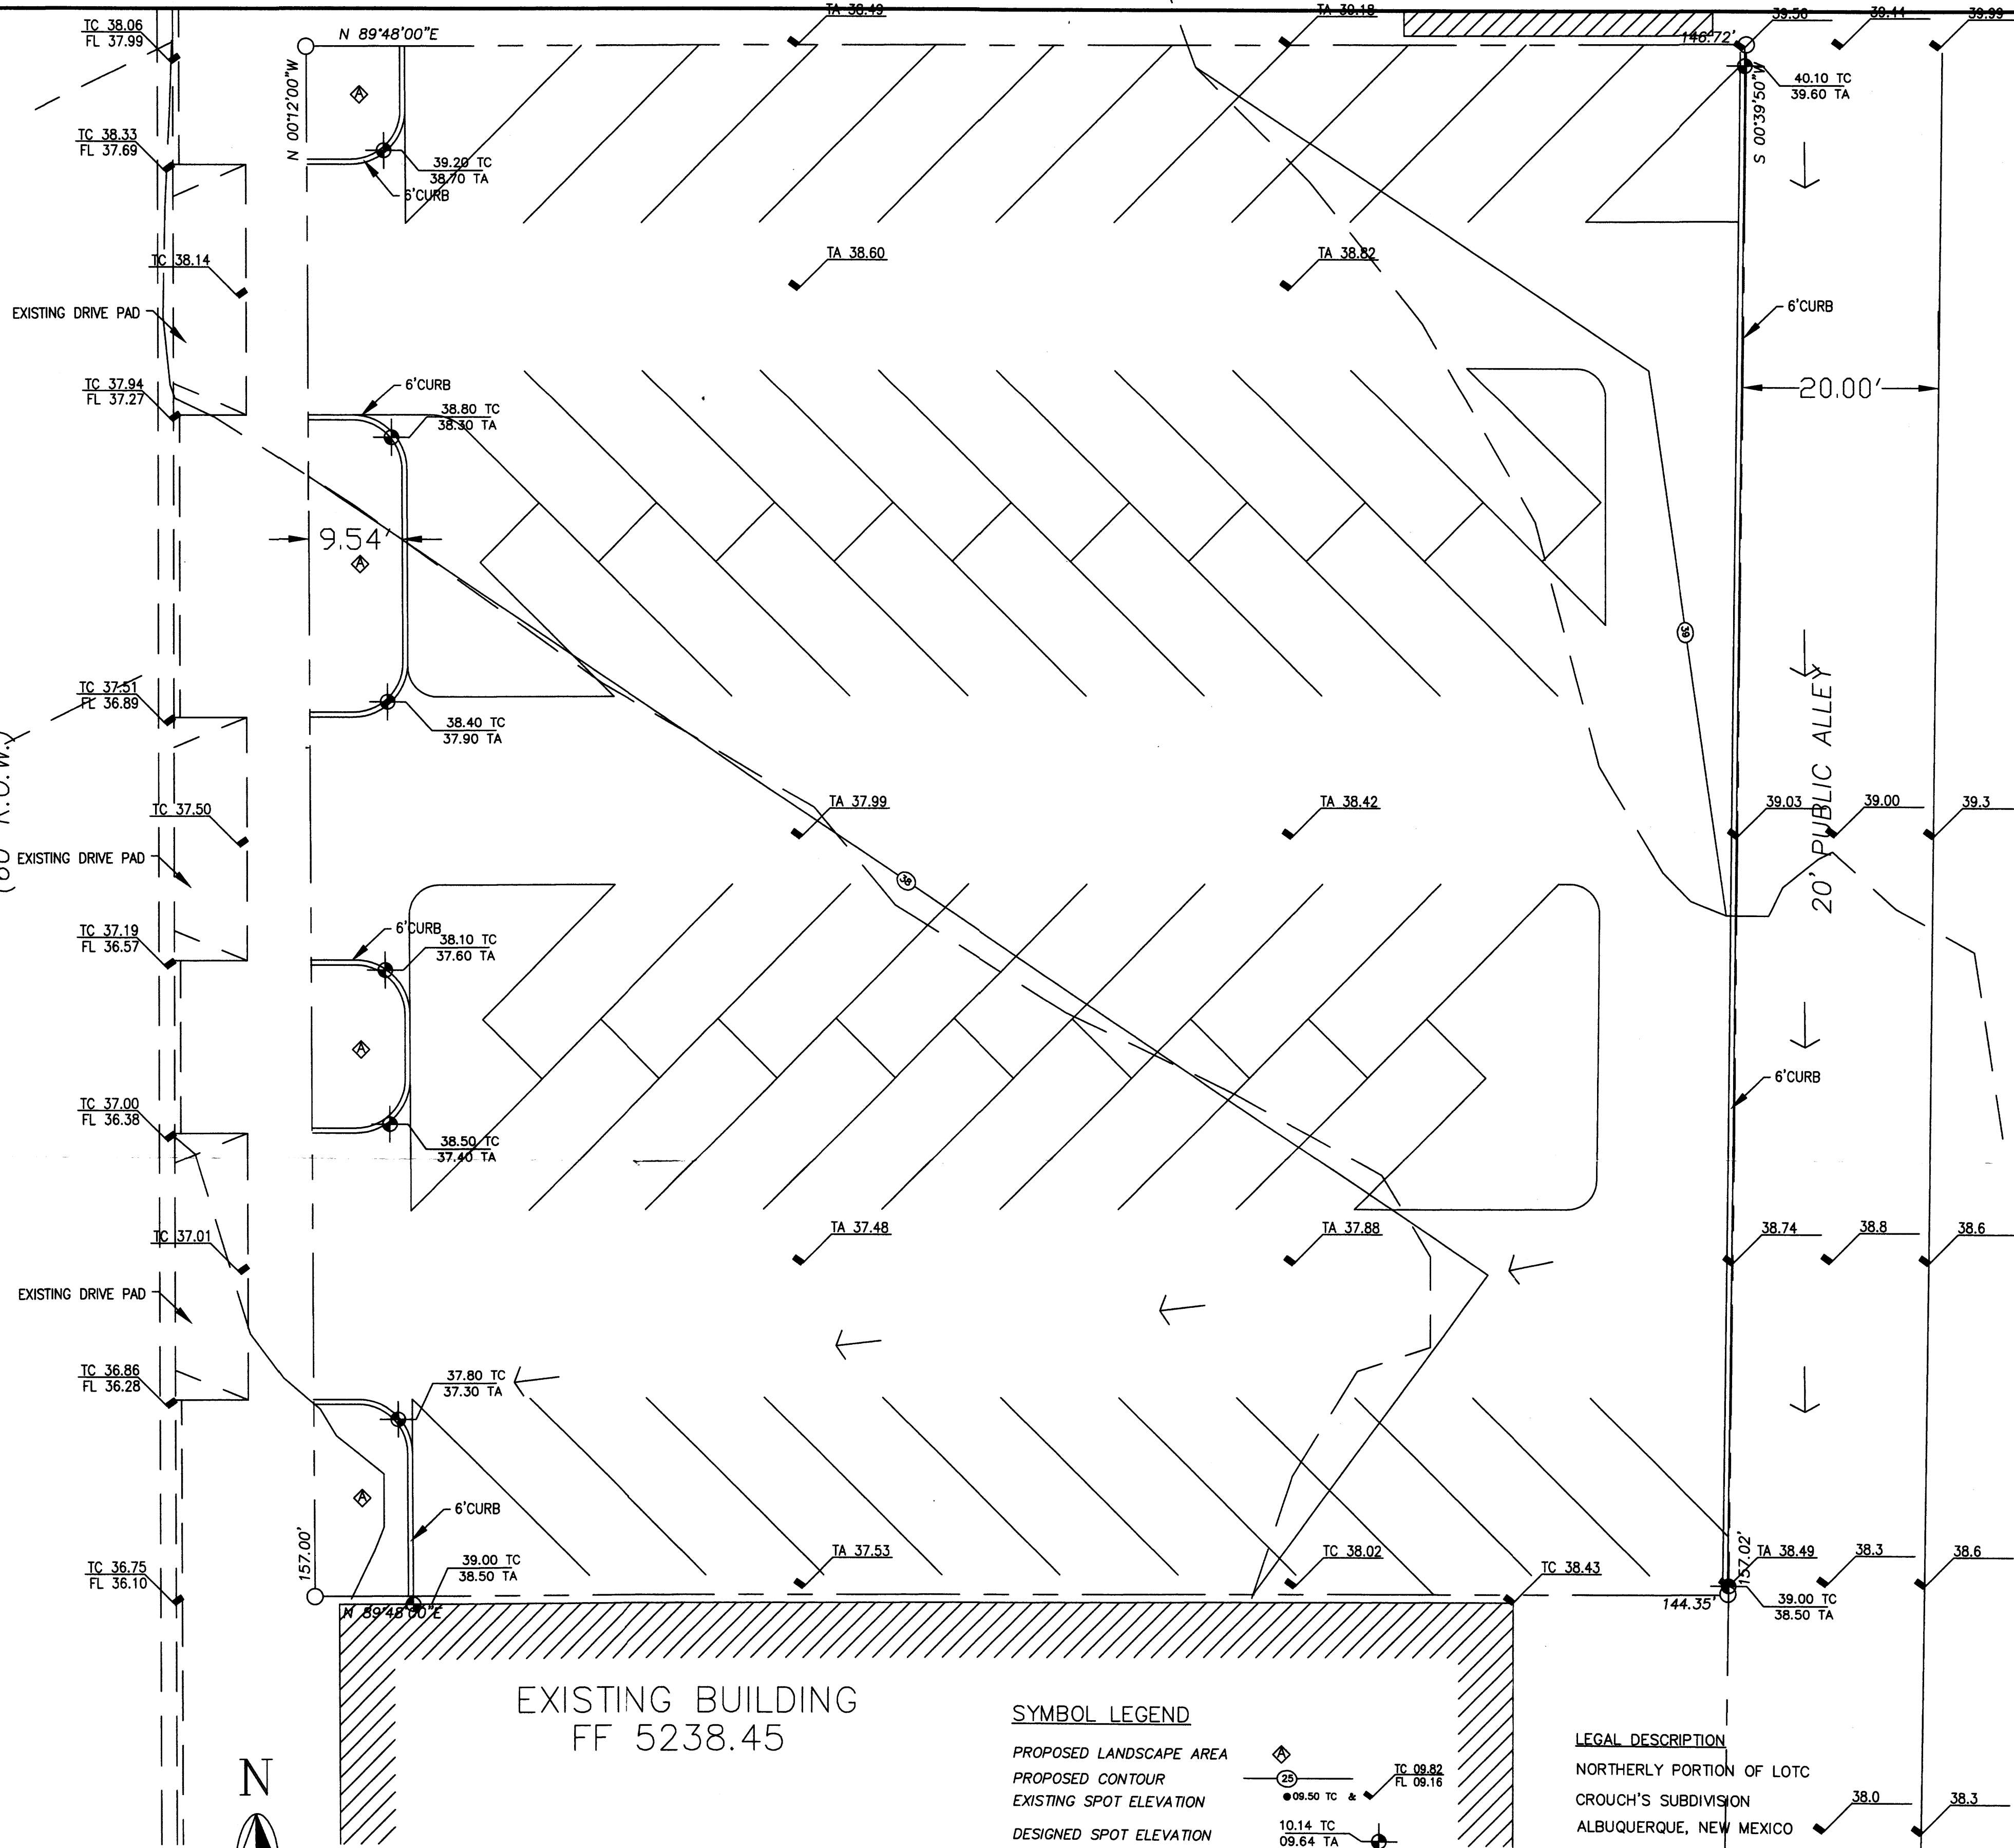 TC 38.06
FL 37.99
N 89°48'00"E
TA 38.49
TA 39.18
146.72'
39.56
39.44
39.99
N 00°12'00"W
40.10 TC
39.60 TA
S 00°39'50"W
TC 38.33
FL 37.69
A
39.20 TC
38.70 TA
6'CURB
TC 38.14
TA 38.60
TA 38.82
EXISTING DRIVE PAD
6'CURB
TC 37.94
FL 37.27
6'CURB
38.80 TC
38.30 TA
20.00'
9.54'
A
39
TC 37.51
FL 36.89
38.40 TC
37.90 TA
20' PUBLIC ALLEY
TC 37.50
TA 37.99
TA 38.42
39.03
39.00
39.3
EXISTING DRIVE PAD
38
TC 37.19
FL 36.57
6'CURB
38.10 TC
37.60 TA
A
6'CURB
TC 37.00
FL 36.38
38.50 TC
37.40 TA
TC 37.01
TA 37.48
TA 37.88
38.74
38.8
38.6
EXISTING DRIVE PAD
TC 36.86
FL 36.28
37.80 TC
37.30 TA
A
6'CURB
157.00'
TC 36.75
FL 36.10
39.00 TC
38.50 TA
TA 37.53
TC 38.02
TC 38.43
157.02'
TA 38.49
38.3
38.6
N 89°48'00"E
144.35'
39.00 TC
38.50 TA
EXISTING BUILDING
FF 5238.45
N
SYMBOL LEGEND
PROPOSED LANDSCAPE AREA A
PROPOSED CONTOUR 25
EXISTING SPOT ELEVATION 09.50 TC & TC 09.82
FL 09.16
DESIGNED SPOT ELEVATION 10.14 TC
09.64 TA
LEGAL DESCRIPTION
NORTHERLY PORTION OF LOTC
CROUCH'S SUBDIVISION
ALBUQUERQUE, NEW MEXICO
38.0
38.3